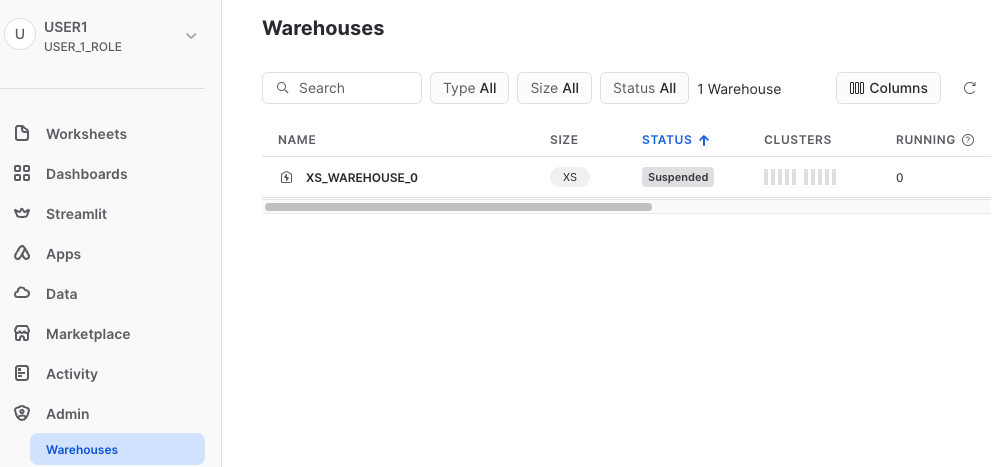 U
USER1
USER_1_ROLE
Worksheets
Dashboards
Streamlit
Apps
Data
Marketplace
Activity
Admin
Warehouses
Warehouses
Search
Type All
Size All
Status All
1 Warehouse
Columns
NAME SIZE STATUS CLUSTERS RUNNING
XS_WAREHOUSE_0 XS Suspended 0